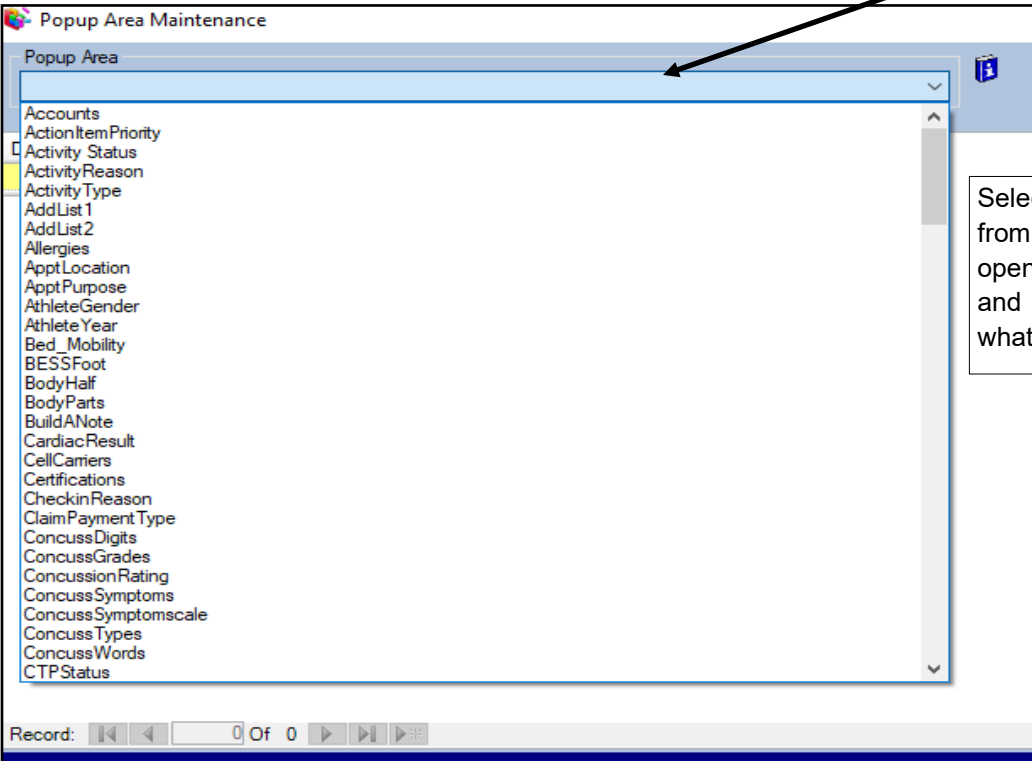 Popup Area Maintenance
Popup Area
Accounts
ActionItemPriority
Activity Status
ActivityReason
ActivityType
AddList1
AddList2
Allergies
ApptLocation
ApptPurpose
AthleteGender
AthleteYear
Bed_Mobility
BESSFoot
BodyHalf
BodyParts
BuildANote
CardiacResult
CellCarriers
Certifications
CheckinReason
ClaimPaymentType
ConcussDigits
ConcussGrades
ConcussionRating
ConcussSymptoms
ConcussSymptomscale
ConcussTypes
ConcussWords
CTPStatus
from
and
what
Record: 0 Of 0